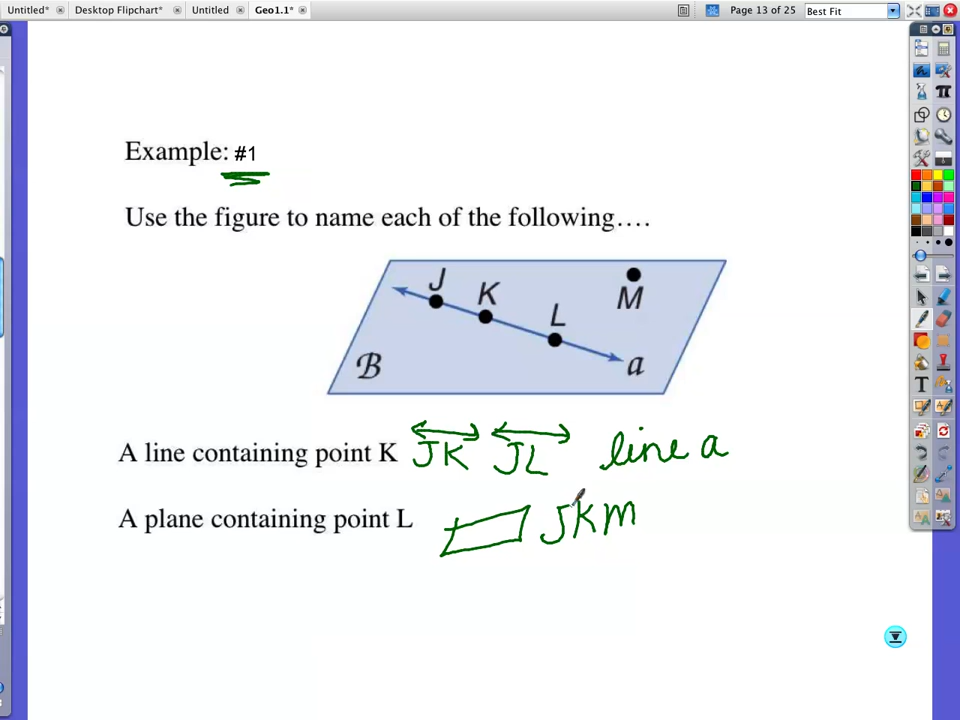 Untitled* Desktop Flipchart* Untitled Geo1.1* Page 13 of 25 Best Fit
Example: #1
Use the figure to name each of the following….
J K L M
B a
A line containing point K JK JL line a
A plane containing point L JKM